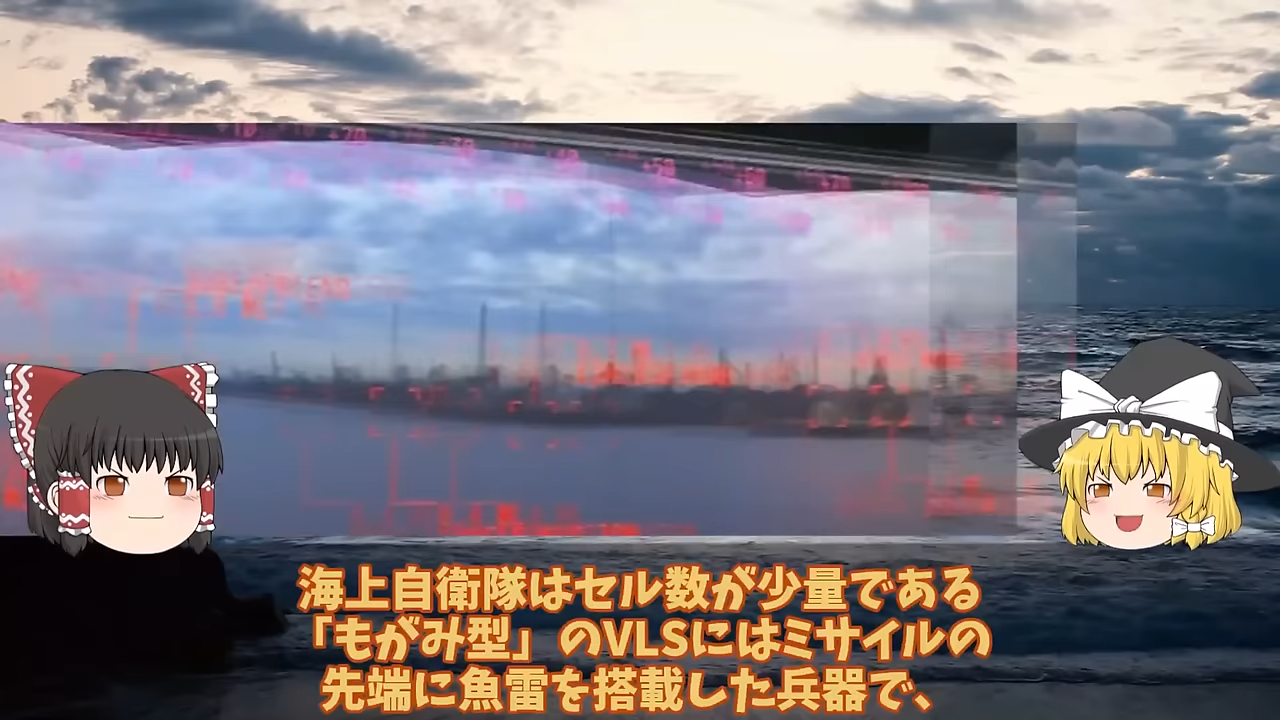 海上自衛隊はセル数が少量である
「もがみ型」のVLSにはミサイルの
先端に魚雷を搭載した兵器で、